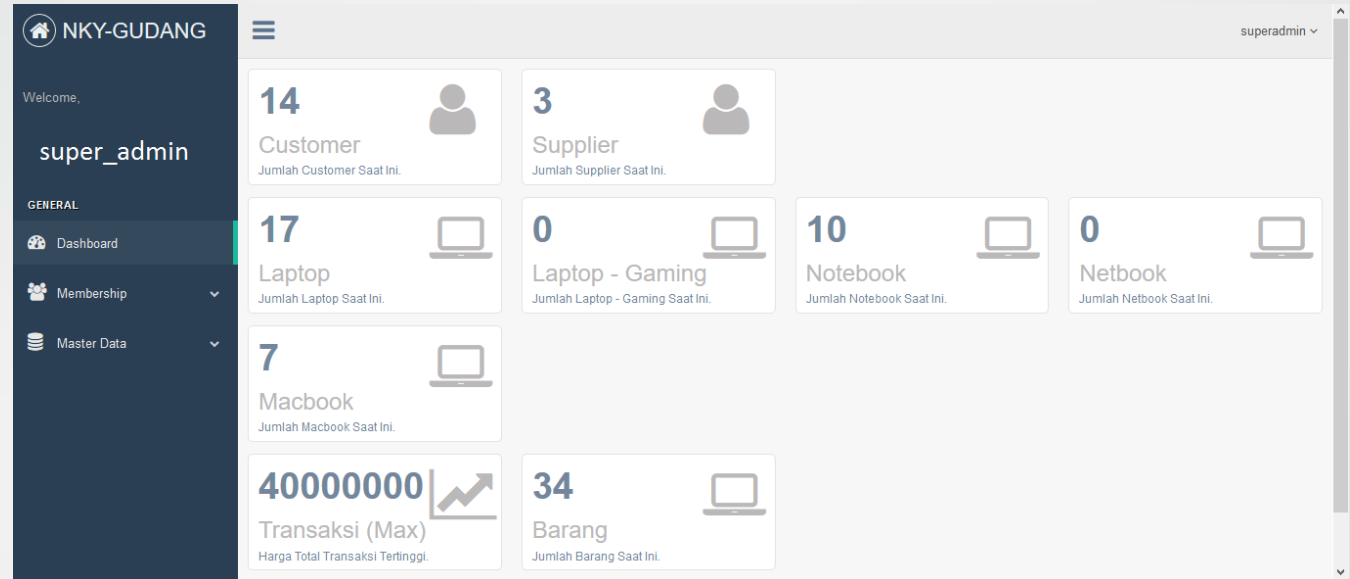 NKY-GUDANG
superadmin
Welcome,
super_admin
GENERAL
Dashboard
Membership
Master Data
14
Customer
Jumlah Customer Saat Ini.
3
Supplier
Jumlah Supplier Saat Ini.
17
Laptop
Jumlah Laptop Saat Ini.
0
Laptop - Gaming
Jumlah Laptop - Gaming Saat Ini.
10
Notebook
Jumlah Notebook Saat Ini.
0
Netbook
Jumlah Netbook Saat Ini.
7
Macbook
Jumlah Macbook Saat Ini.
40000000
Transaksi (Max)
Harga Total Transaksi Tertinggi.
34
Barang
Jumlah Barang Saat Ini.